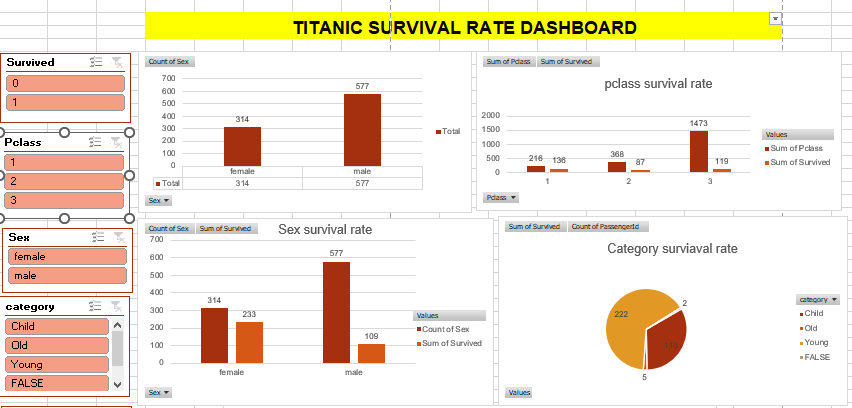 TITANIC SURVIVAL RATE DASHBOARD
Survived
0
1
Pclass
1
2
3
Sex
female
male
category
Child
Old
Young
FALSE
Count of Sex
700
600
500
400
300
200
100
0
314
577
female
male
Total
314
577
Total
Sex
Sum of Pclass Sum of Survived
pclass survival rate
2000
1500
1000
500
0
216 136
368 87
1473 119
1 2 3
Values
Sum of Pclass
Sum of Survived
Pclass
Count of Sex Sum of Survived
Sex survival rate
700
600
500
400
300
200
100
0
314 233
577 109
female male
Values
Count of Sex
Sum of Survived
Sex
Sum of Survived Count of PassengerId
Category surviaval rate
222
2
113
5
category
Child
Old
Young
FALSE
Values